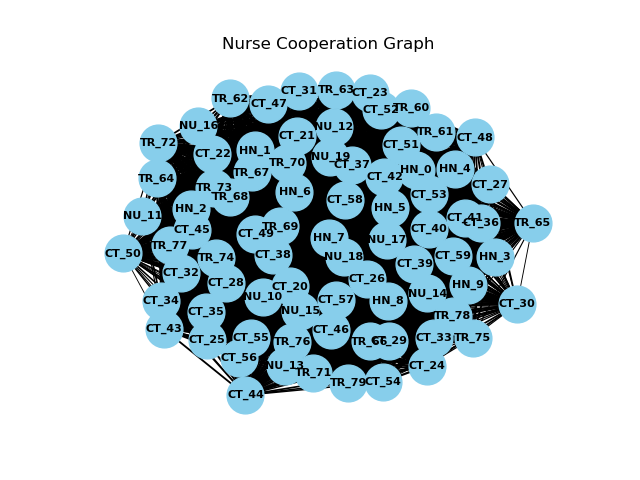 Nurse Cooperation Graph
CT_31
TR_63
CT_23
TR_62
CT_47
CT_52
TR_60
NU_16
NU_12
TR_61
CT_21
CT_48
TR_72
CT_51
HN_1
CT_22
NU_19
TR_70
CT_37
HN_0
HN_4
TR_67
CT_42
TR_64
CT_27
TR_73
HN_6
CT_53
TR_68
CT_58
HN_2
HN_5
NU_11
CT_41
CT_36
TR_65
TR_69
CT_45
CT_40
CT_49
HN_7
NU_17
TR_77
CT_50
CT_38
CT_59
HN_3
TR_74
NU_18
CT_39
CT_32
CT_26
CT_28
HN_9
CT_20
NU_14
NU_10
CT_34
CT_57
HN_8
CT_30
NU_15
CT_35
TR_78
CT_43
CT_46
CT_55
CT_33
TR_75
CT_25
TR_76
TR_66
CT_29
CT_56
NU_13
CT_24
TR_71
TR_79
CT_54
CT_44